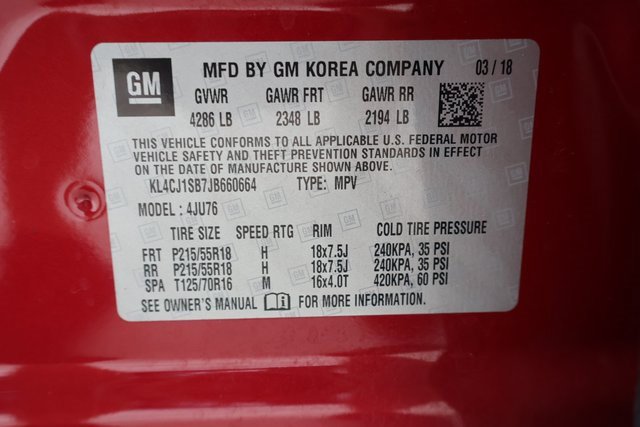 GM MFD BY GM KOREA COMPANY 03 / 18
GVWR GAWR FRT GAWR RR
4286 LB 2348 LB 2194 LB
THIS VEHICLE CONFORMS TO ALL APPLICABLE U.S. FEDERAL MOTOR
VEHICLE SAFETY AND THEFT PREVENTION STANDARDS IN EFFECT
ON THE DATE OF MANUFACTURE SHOWN ABOVE.
KL4CJ1SB7JB660664 TYPE: MPV
MODEL : 4JU76
TIRE SIZE SPEED RTG RIM COLD TIRE PRESSURE
FRT P215/55R18 H 18x7.5J 240KPA, 35 PSI
RR P215/55R18 H 18x7.5J 240KPA, 35 PSI
SPA T125/70R16 M 16x4.0T 420KPA, 60 PSI
SEE OWNER'S MANUAL FOR MORE INFORMATION.